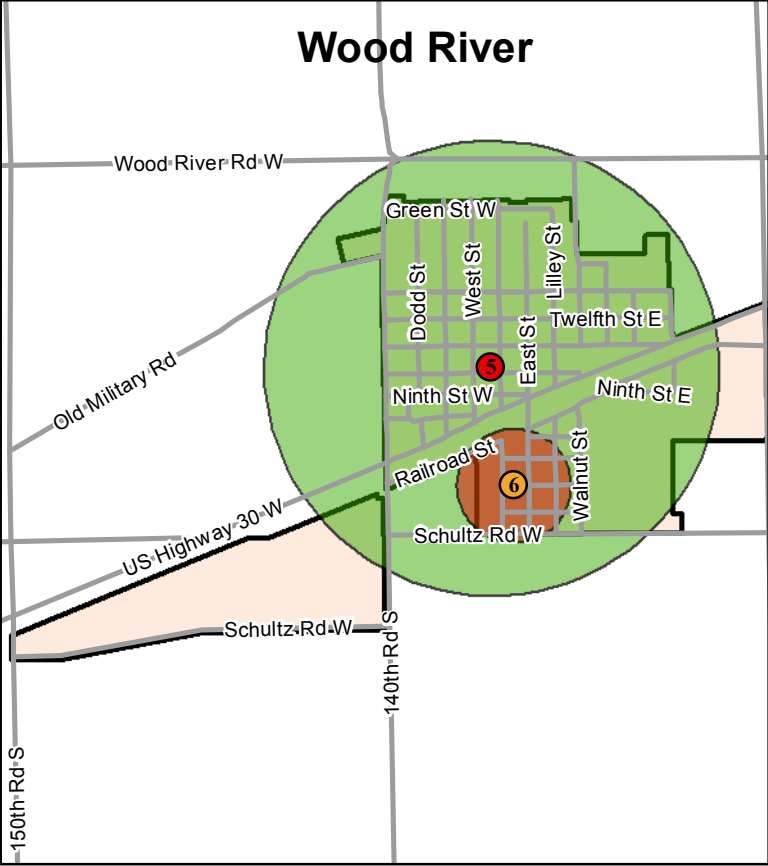 Wood River
Wood River Rd W
Green St W
Dodd St
West St
Lilley St
Twelfth St E
East St
Old Military Rd
5
Ninth St W
Ninth St E
Railroad St
6
Walnut St
US Highway 30 W
Schultz Rd W
Schultz Rd W
140th Rd S
150th Rd S